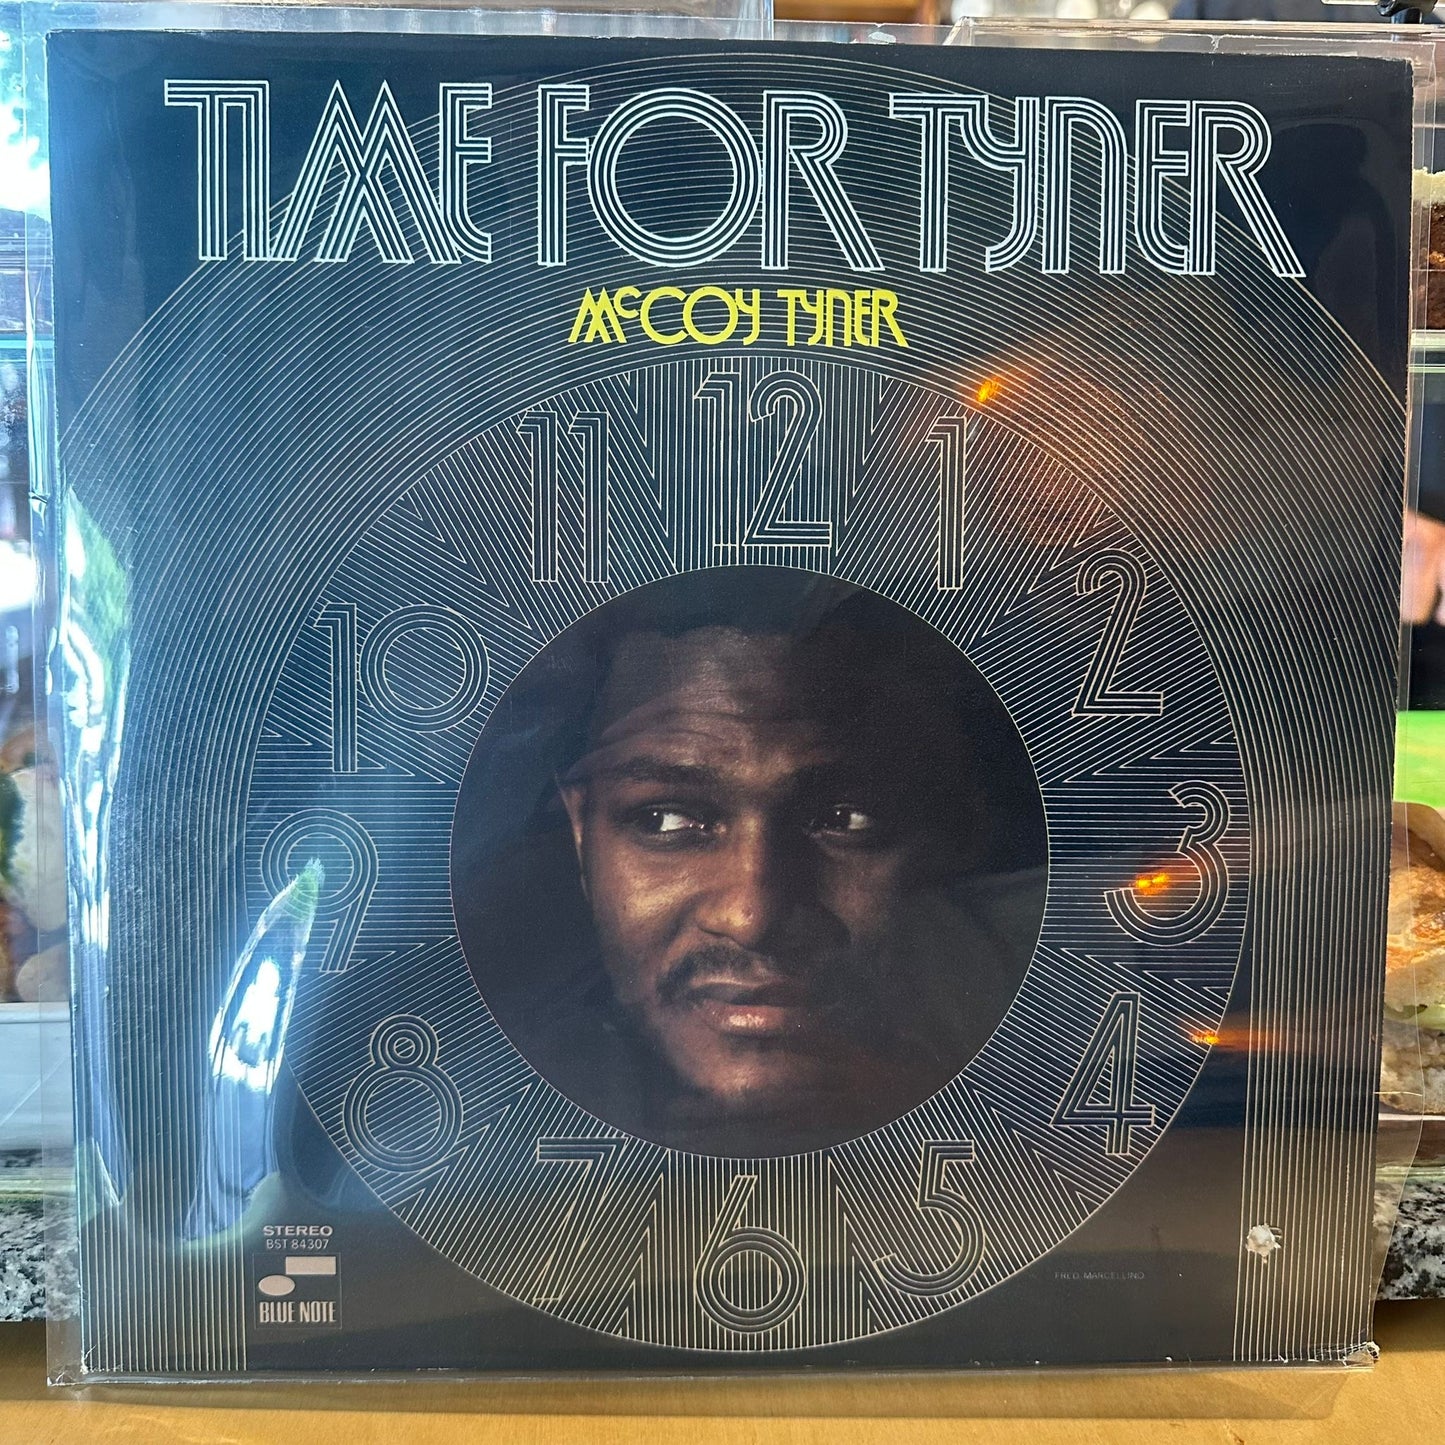 TIME FOR TYNER
McCOY TYNER
12
11
1
10
2
9
3
8
4
7
5
6
STEREO
BST 84307
BLUE NOTE
FRED MARCELLINO